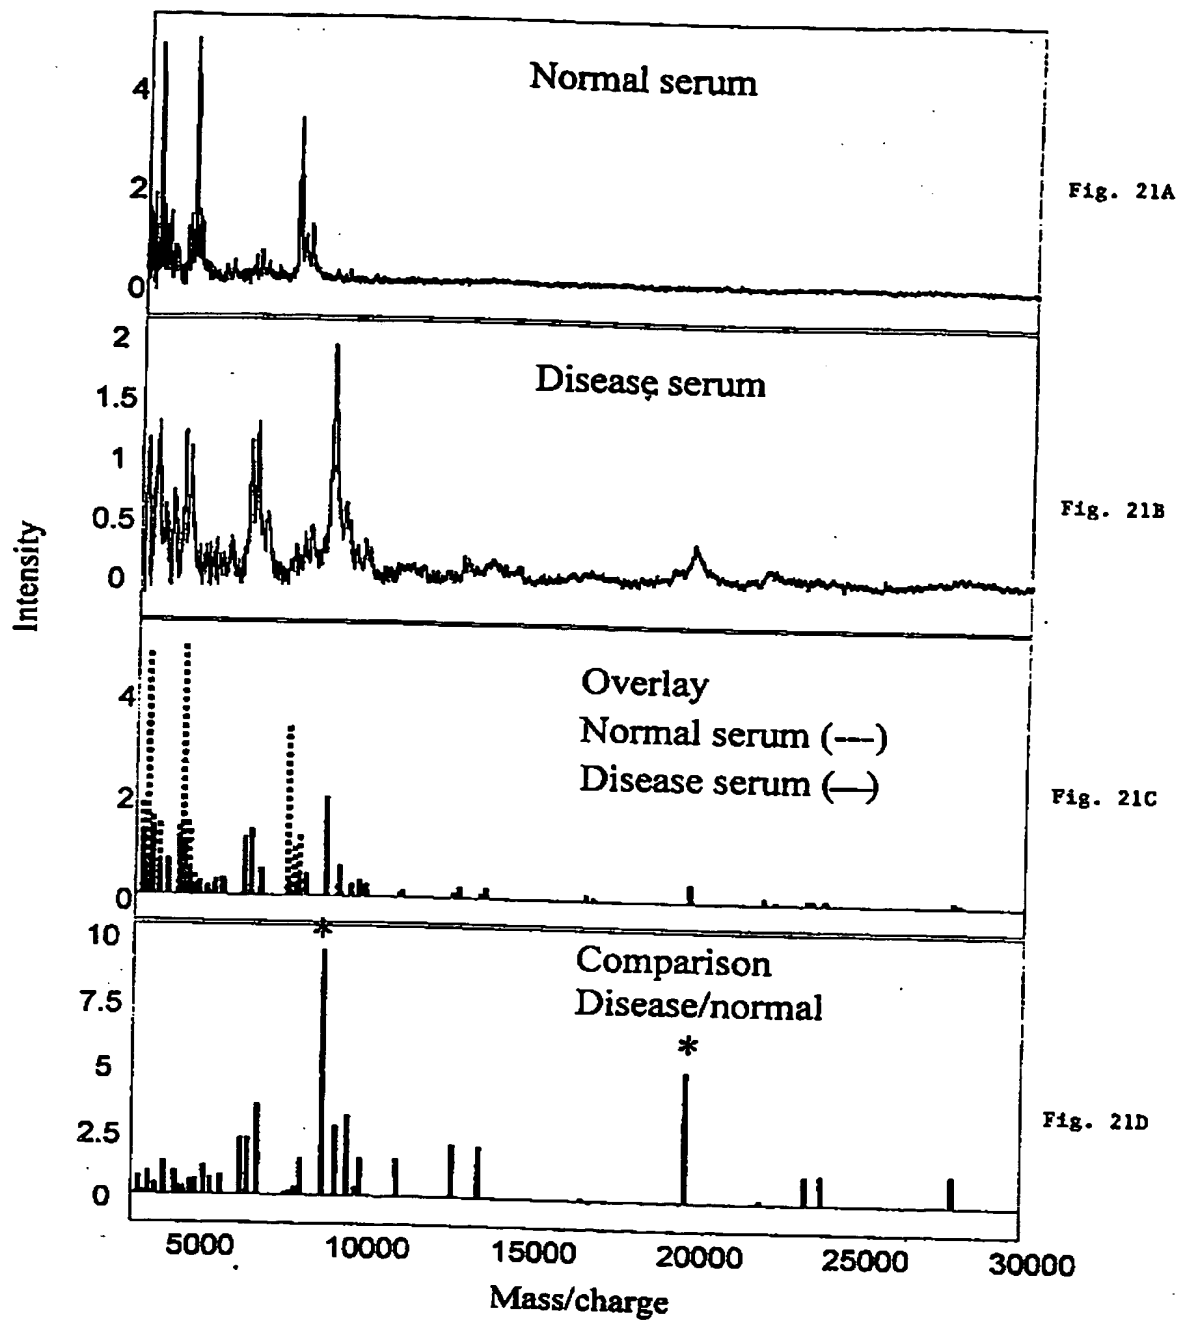 4
2
0
Normal serum
Fig. 21A
2
1.5
1
0.5
0
Disease serum
Fig. 21B
Intensity
4
2
0
Overlay
Normal serum (---)
Disease serum (—)
Fig. 21C
10
7.5
5
2.5
0
*
Comparison
Disease/normal
*
Fig. 21D
5000 10000 15000 20000 25000 30000
Mass/charge